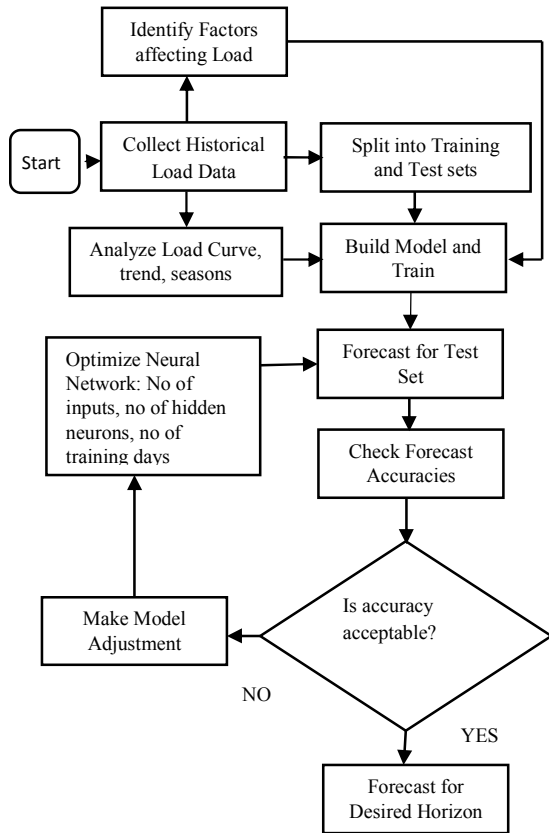 Identify Factors
affecting Load
Start
Collect Historical
Load Data
Split into Training
and Test sets
Analyze Load Curve,
trend, seasons
Build Model and
Train
Optimize Neural
Network: No of
inputs, no of hidden
neurons, no of
training days
Forecast for Test
Set
Check Forecast
Accuracies
Is accuracy
acceptable?
Make Model
Adjustment
NO
YES
Forecast for
Desired Horizon